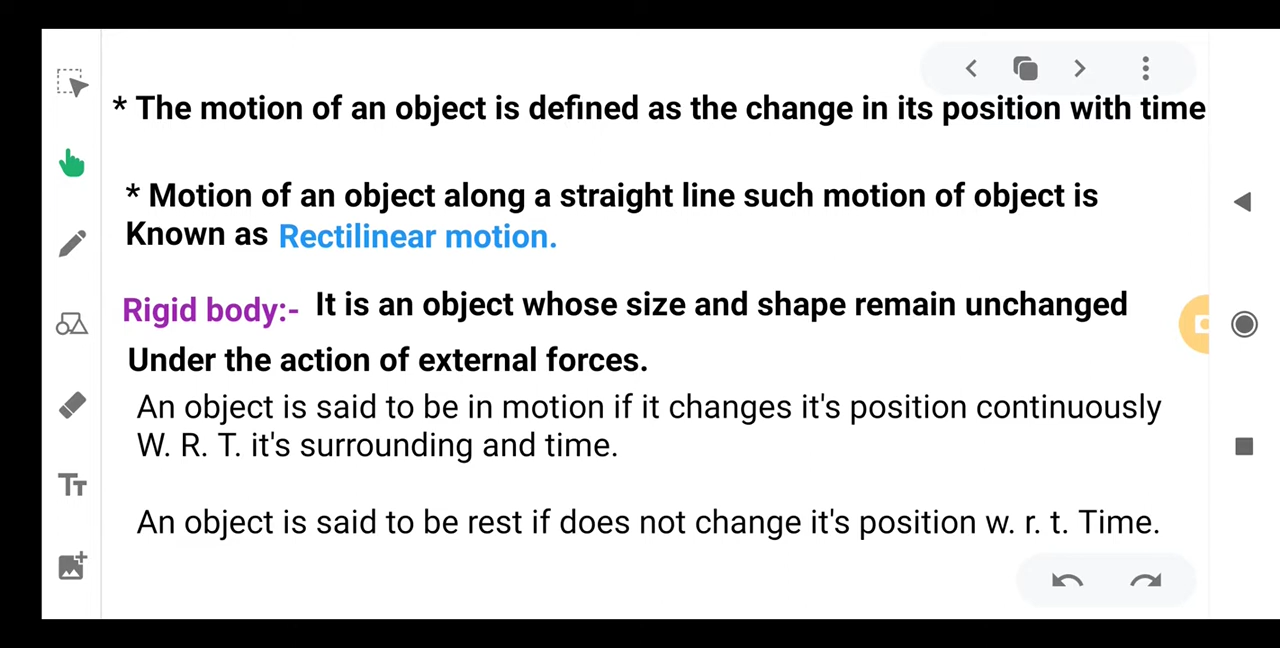 * The motion of an object is defined as the change in its position with time
* Motion of an object along a straight line such motion of object is
Known as Rectilinear motion.
Rigid body:- It is an object whose size and shape remain unchanged
Under the action of external forces.
An object is said to be in motion if it changes it's position continuously
W. R. T. it's surrounding and time.
An object is said to be rest if does not change it's position w. r. t. Time.